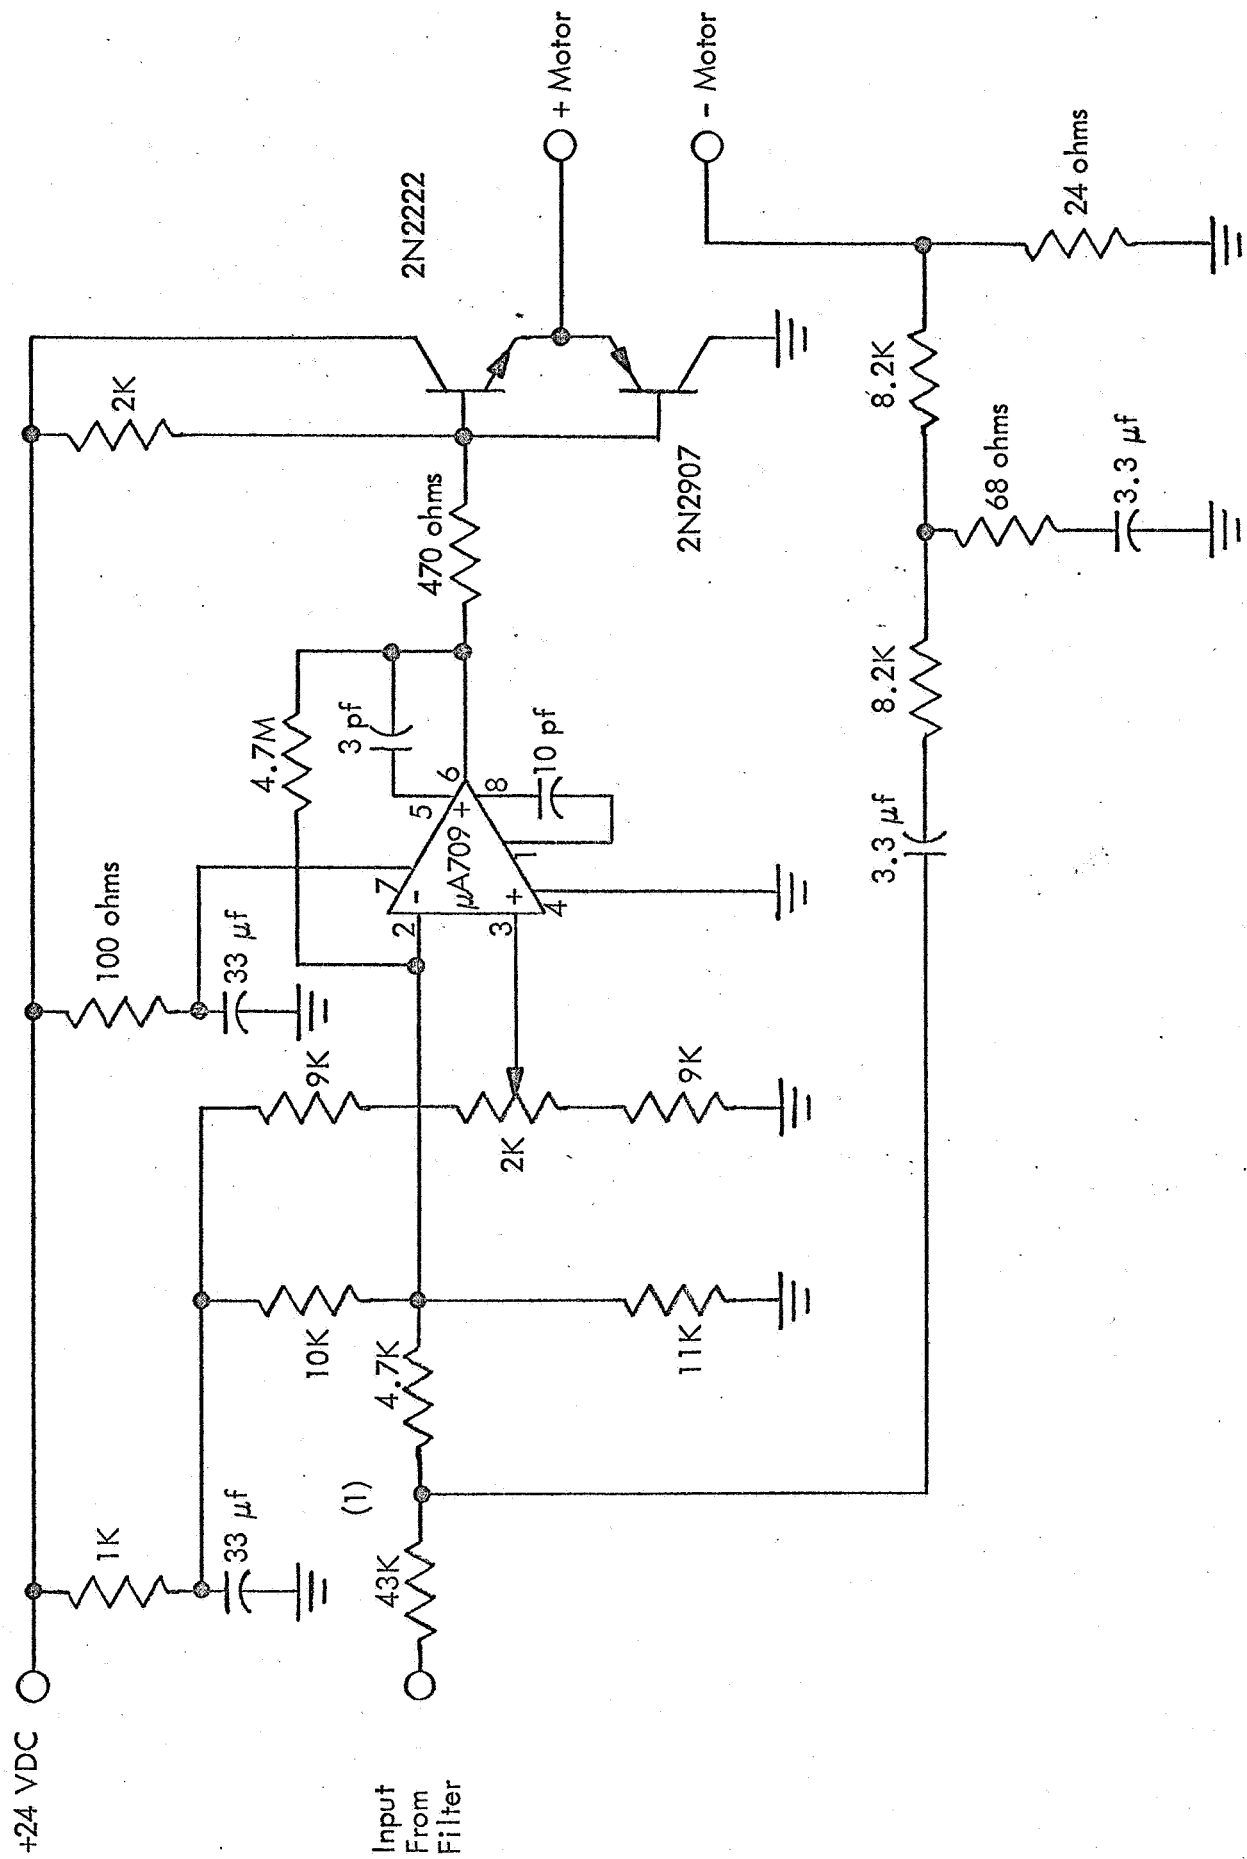 +24 VDC
1K
33 μf
100 ohms
33 μf
2K
2N2222
+ Motor
- Motor
4.7M
3 pf
470 ohms
10K
9K
7
5
6
8
10 pf
2N2907
Input
From
Filter
43K
(1)
4.7K
2
-
μA709
+
3
+
1
4
2K
11K
9K
3.3 μf
8.2K
8.2K
68 ohms
3.3 μf
24 ohms